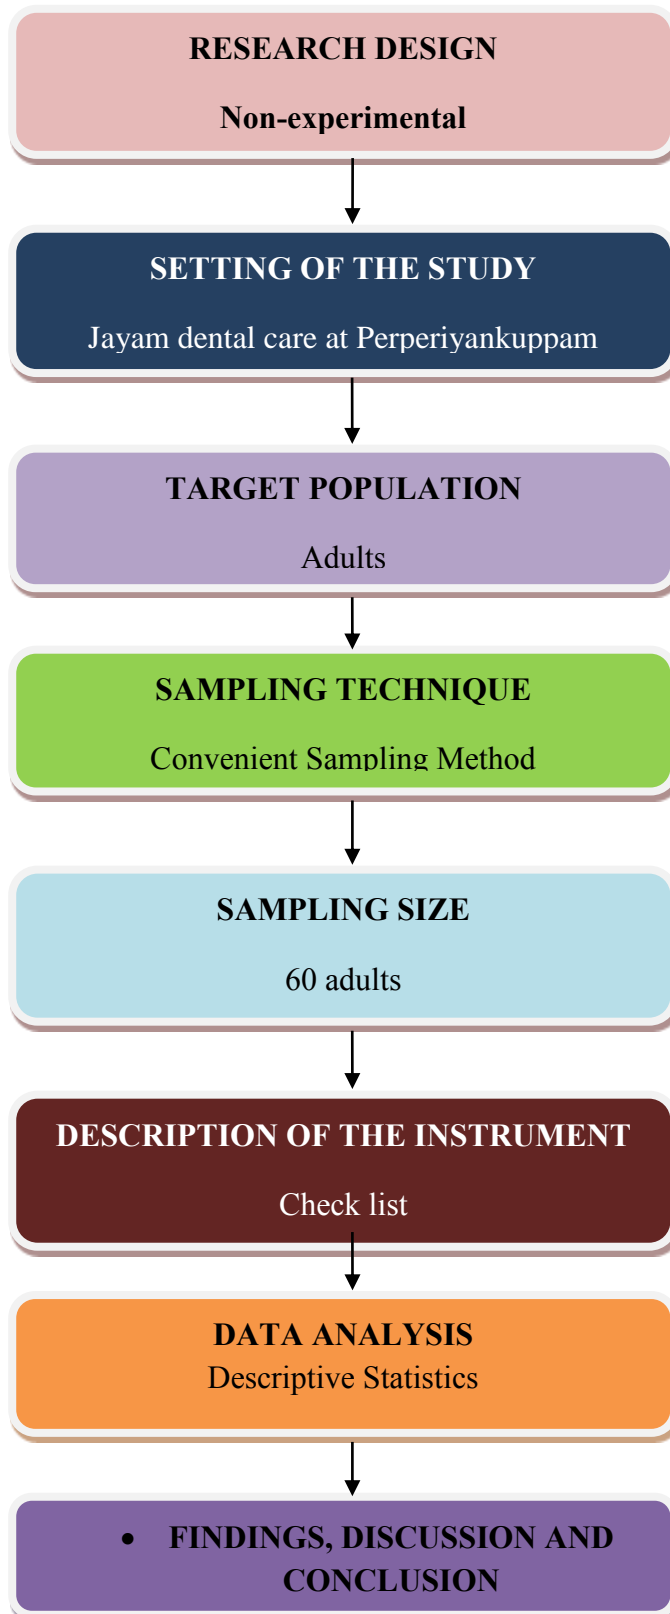 RESEARCH DESIGN
Non-experimental
SETTING OF THE STUDY
Jayam dental care at Perperiyankuppam
TARGET POPULATION
Adults
SAMPLING TECHNIQUE
Convenient Sampling Method
SAMPLING SIZE
60 adults
DESCRIPTION OF THE INSTRUMENT
Check list
DATA ANALYSIS
Descriptive Statistics
• FINDINGS, DISCUSSION AND
CONCLUSION